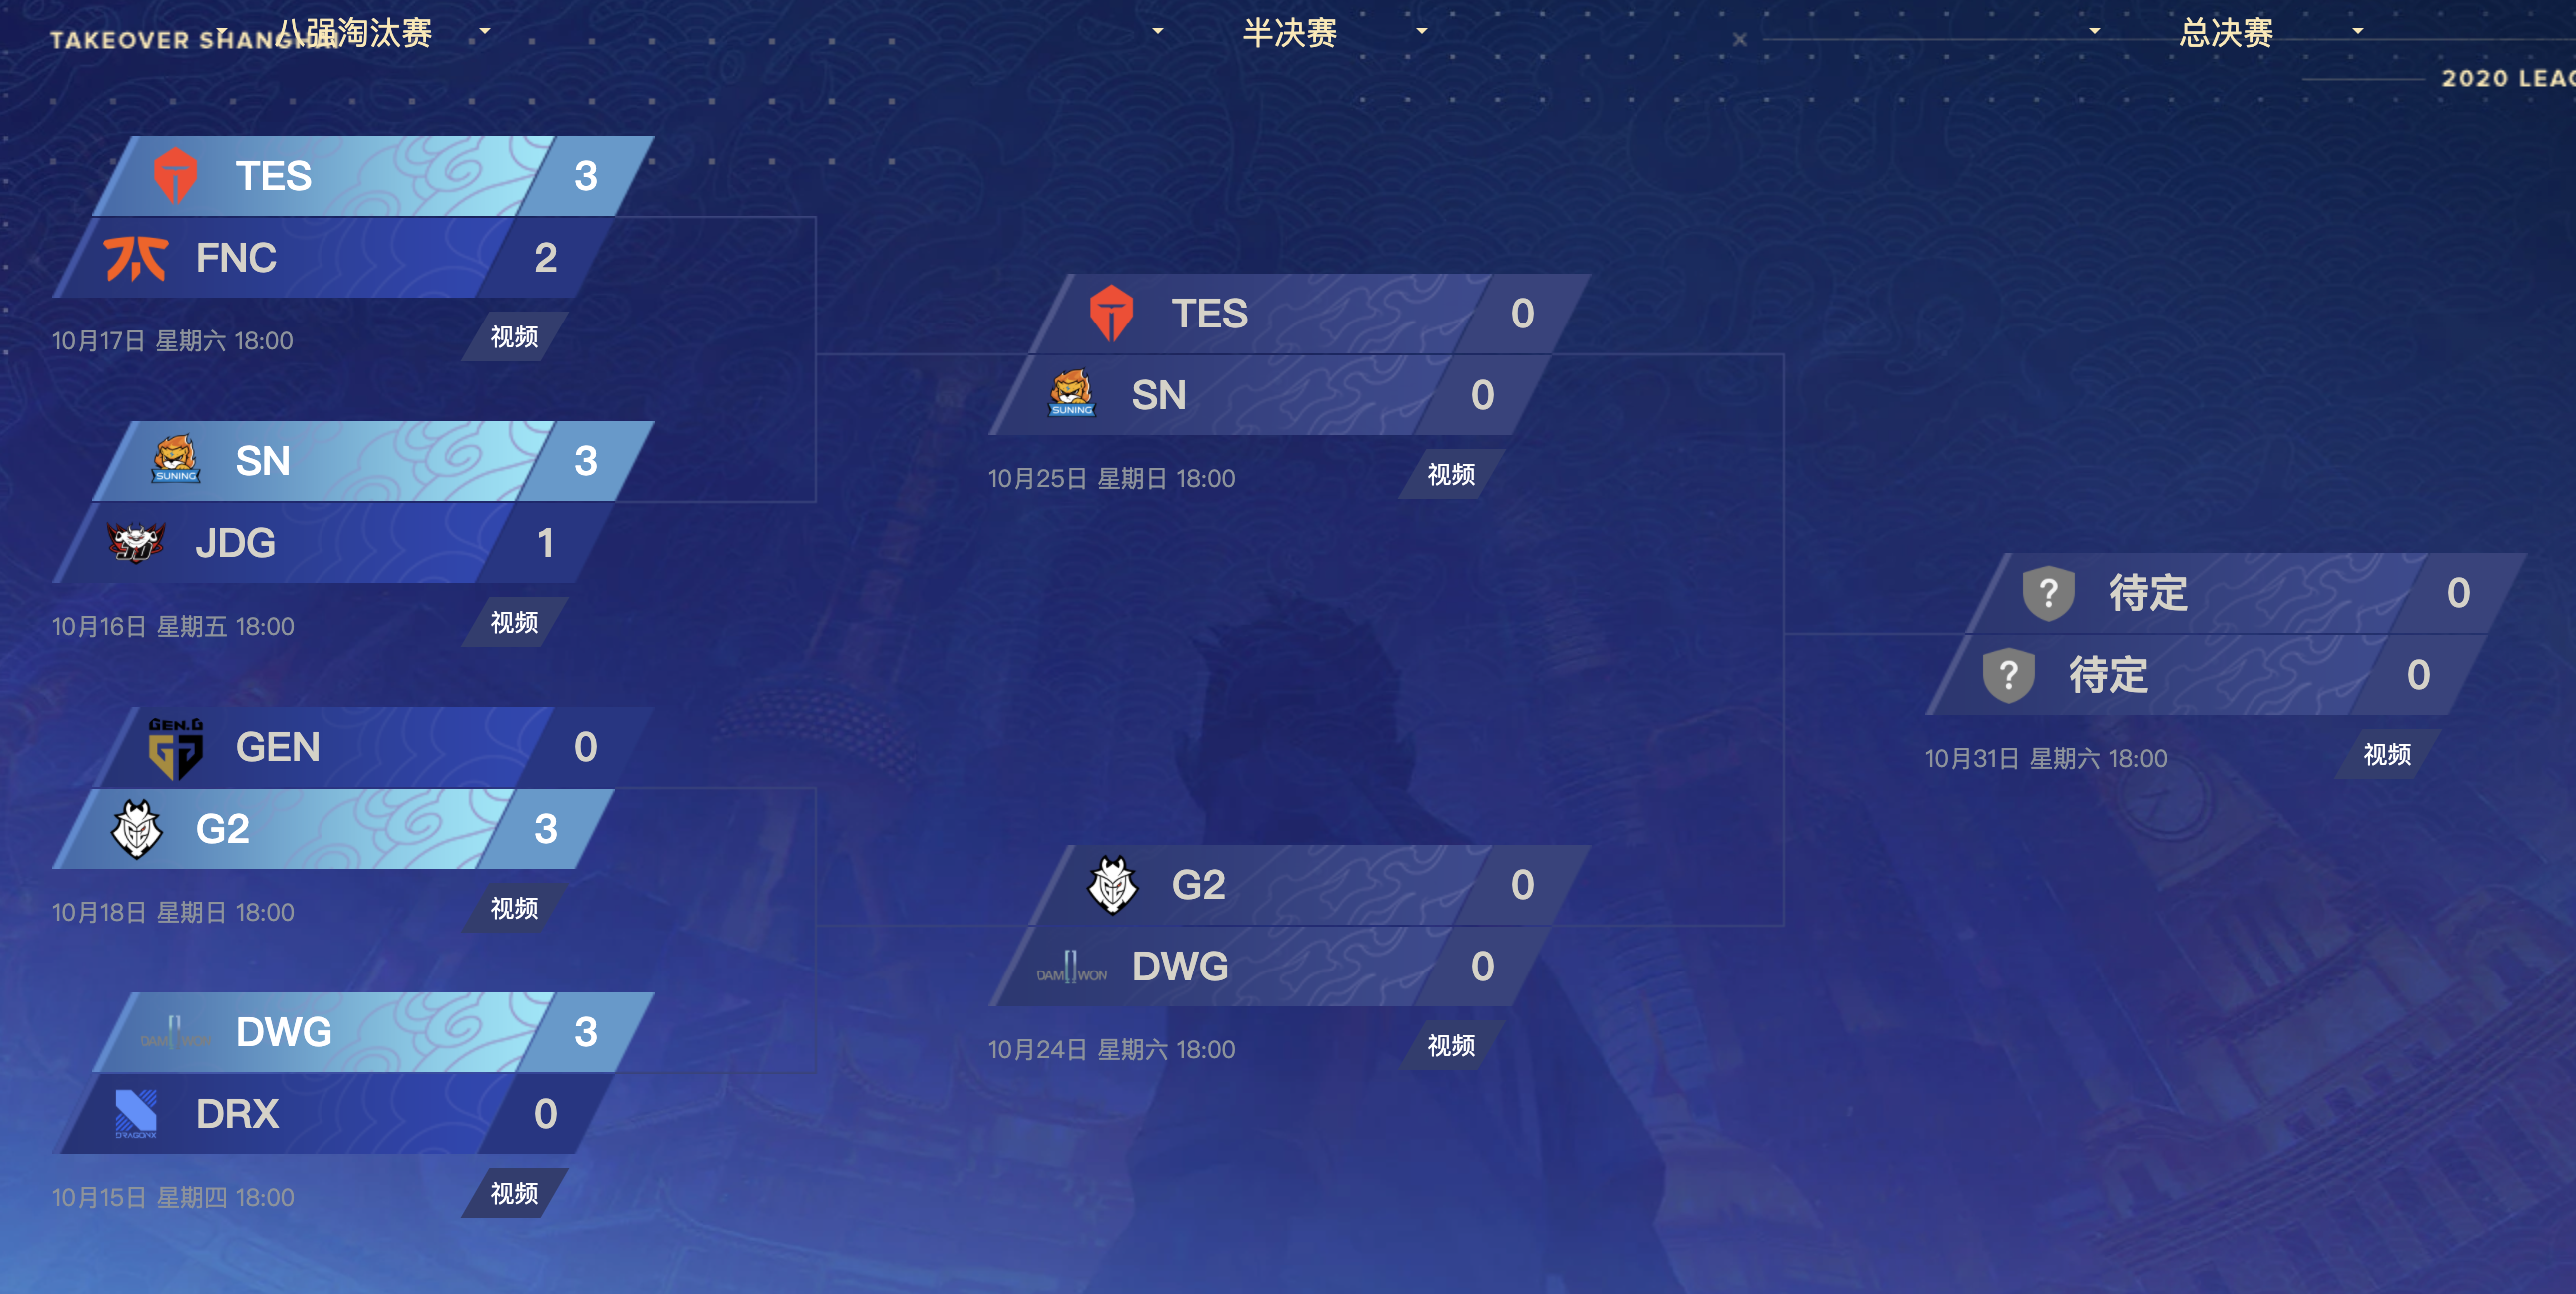 TAKEOVER SHANGHAI
八强淘汰赛
半决赛
总决赛
2020 LEAG
TES 3
FNC 2
10月17日 星期六 18:00
视频
SUNING
SN 3
JDG 1
10月16日 星期五 18:00
视频
GEN.G
GEN 0
G2 3
10月18日 星期日 18:00
视频
DAMWON
DWG 3
DRX 0
DRAGONX
10月15日 星期四 18:00
视频
TES 0
SUNING
SN 0
10月25日 星期日 18:00
视频
G2 0
DAMWON
DWG 0
10月24日 星期六 18:00
视频
? 待定 0
? 待定 0
10月31日 星期六 18:00
视频